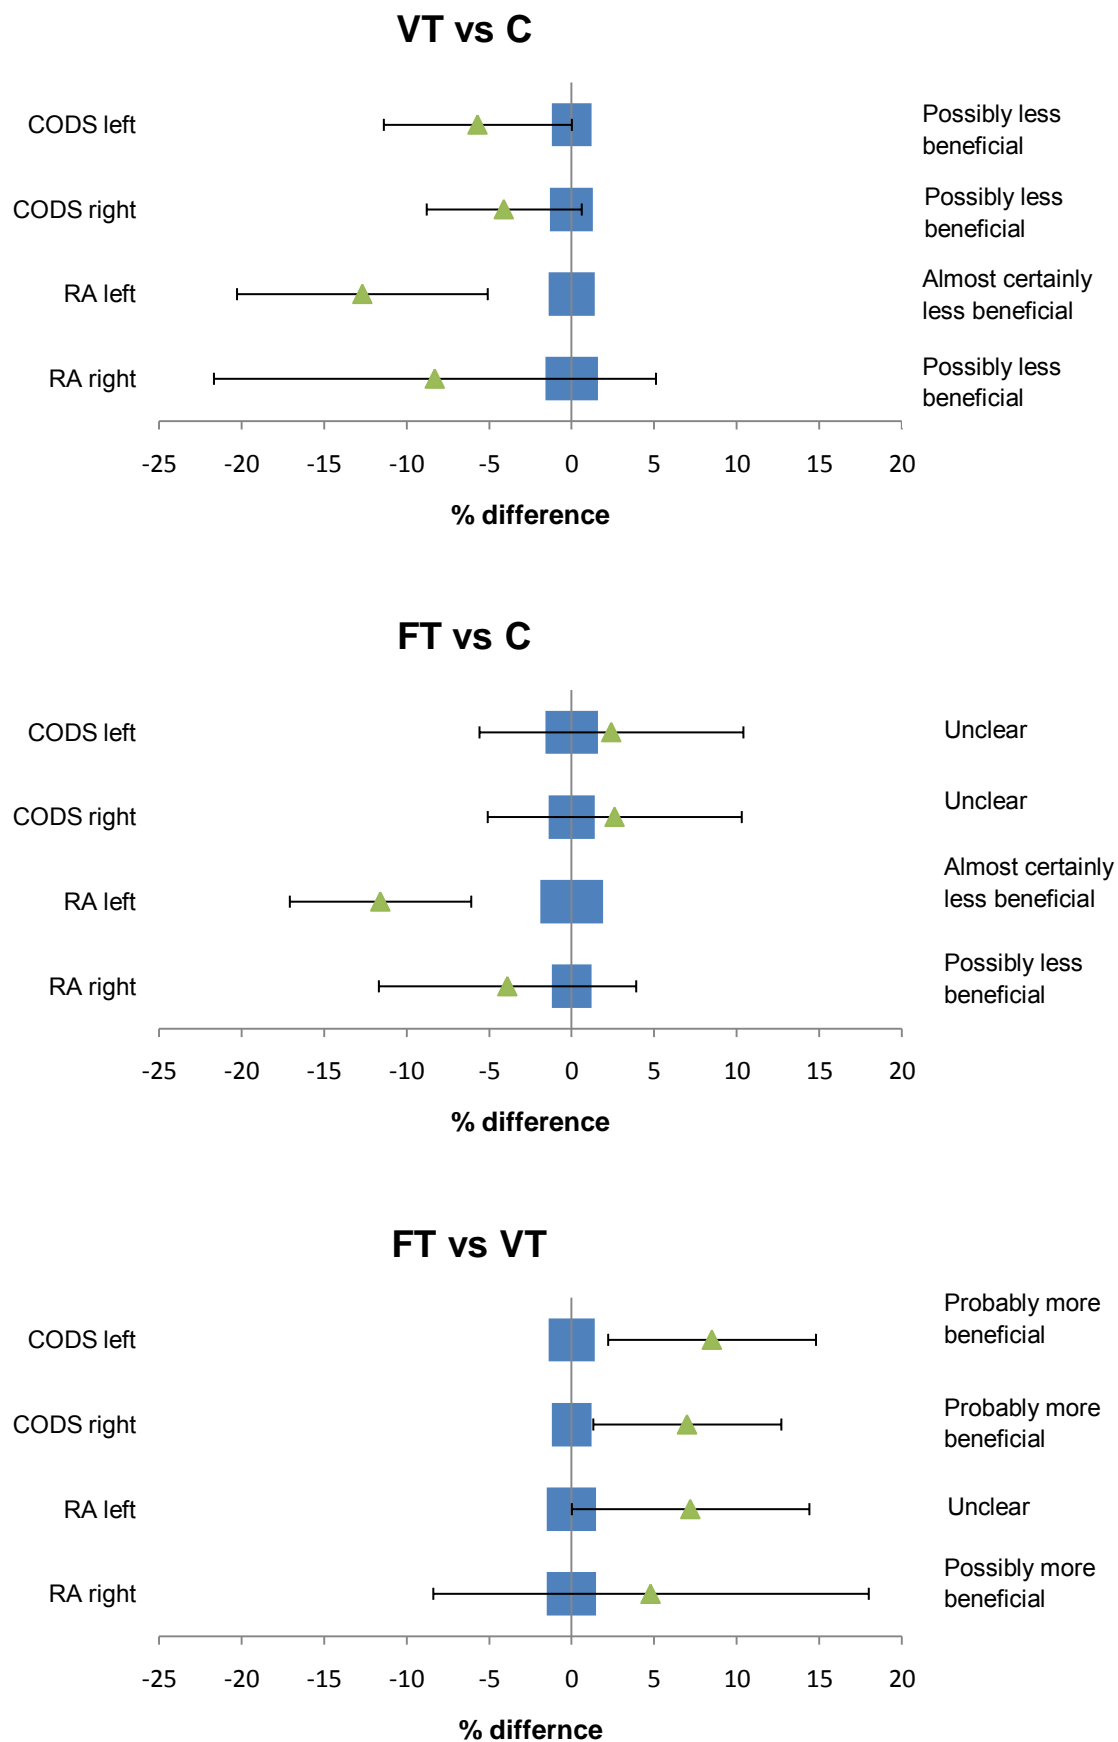 VT vs C
CODS left
Possibly less
beneficial
CODS right
Possibly less
beneficial
RA left
Almost certainly
less beneficial
RA right
Possibly less
beneficial
-25 -20 -15 -10 -5 0 5 10 15 20
% difference
FT vs C
CODS left
Unclear
CODS right
Unclear
RA left
Almost certainly
less beneficial
RA right
Possibly less
beneficial
-25 -20 -15 -10 -5 0 5 10 15 20
% difference
FT vs VT
CODS left
Probably more
beneficial
CODS right
Probably more
beneficial
RA left
Unclear
RA right
Possibly more
beneficial
-25 -20 -15 -10 -5 0 5 10 15 20
% differnce